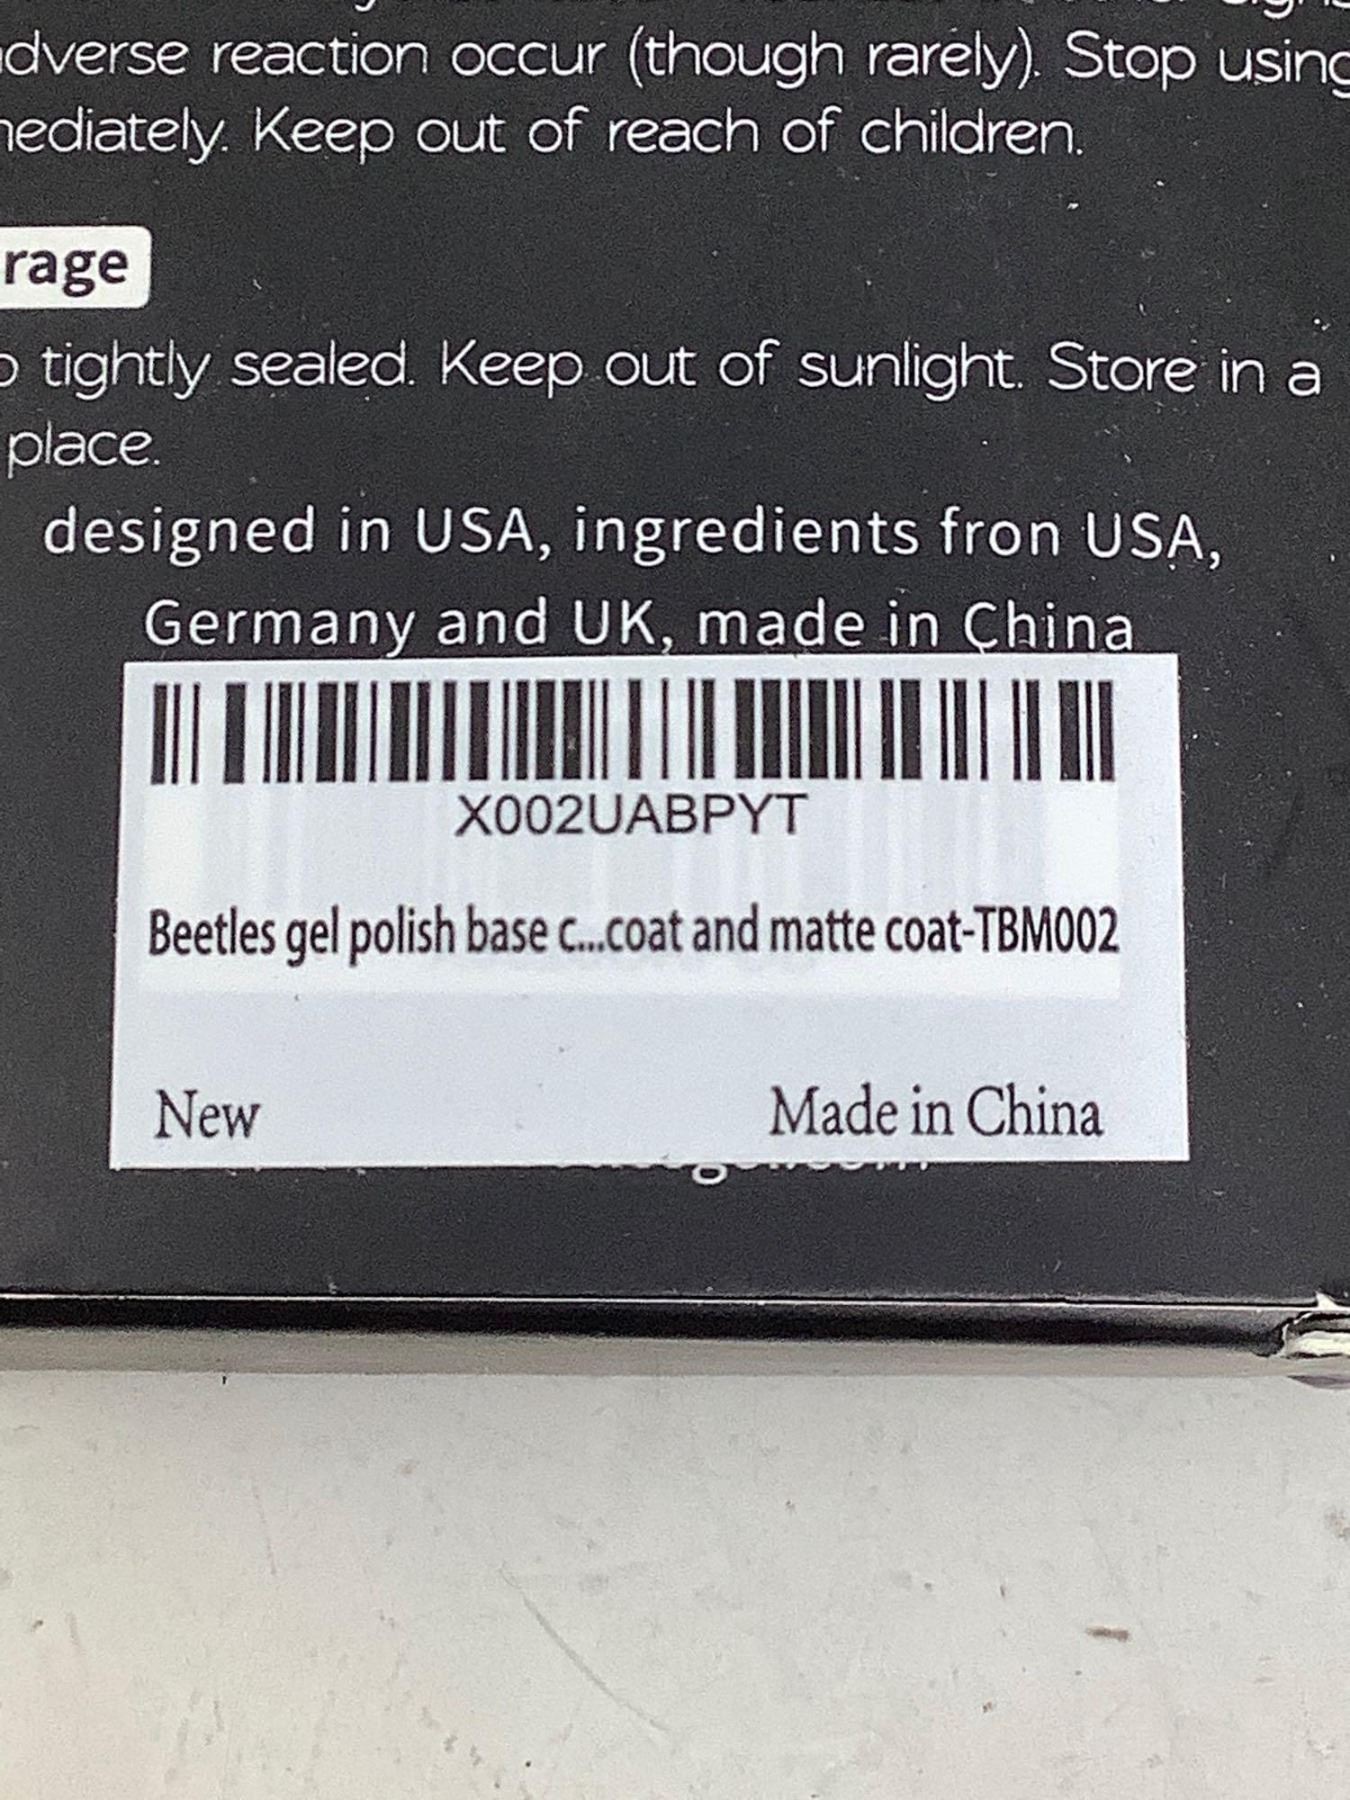 adverse reaction occur (though rarely). Stop using
mediately. Keep out of reach of children.
rage
tightly sealed. Keep out of sunlight. Store in a
place.
designed in USA, ingredients fron USA,
Germany and UK, made in China
X002UABPYT
Beetles gel polish base c...coat and matte coat-TBM002
New Made in China